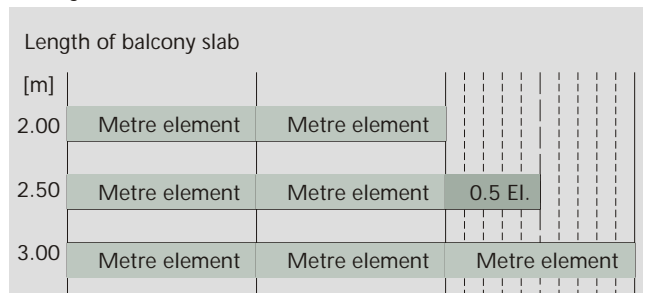 Length of balcony slab
[m]
2.00 Metre element Metre element
2.50 Metre element Metre element 0.5 El.
3.00 Metre element Metre element Metre element